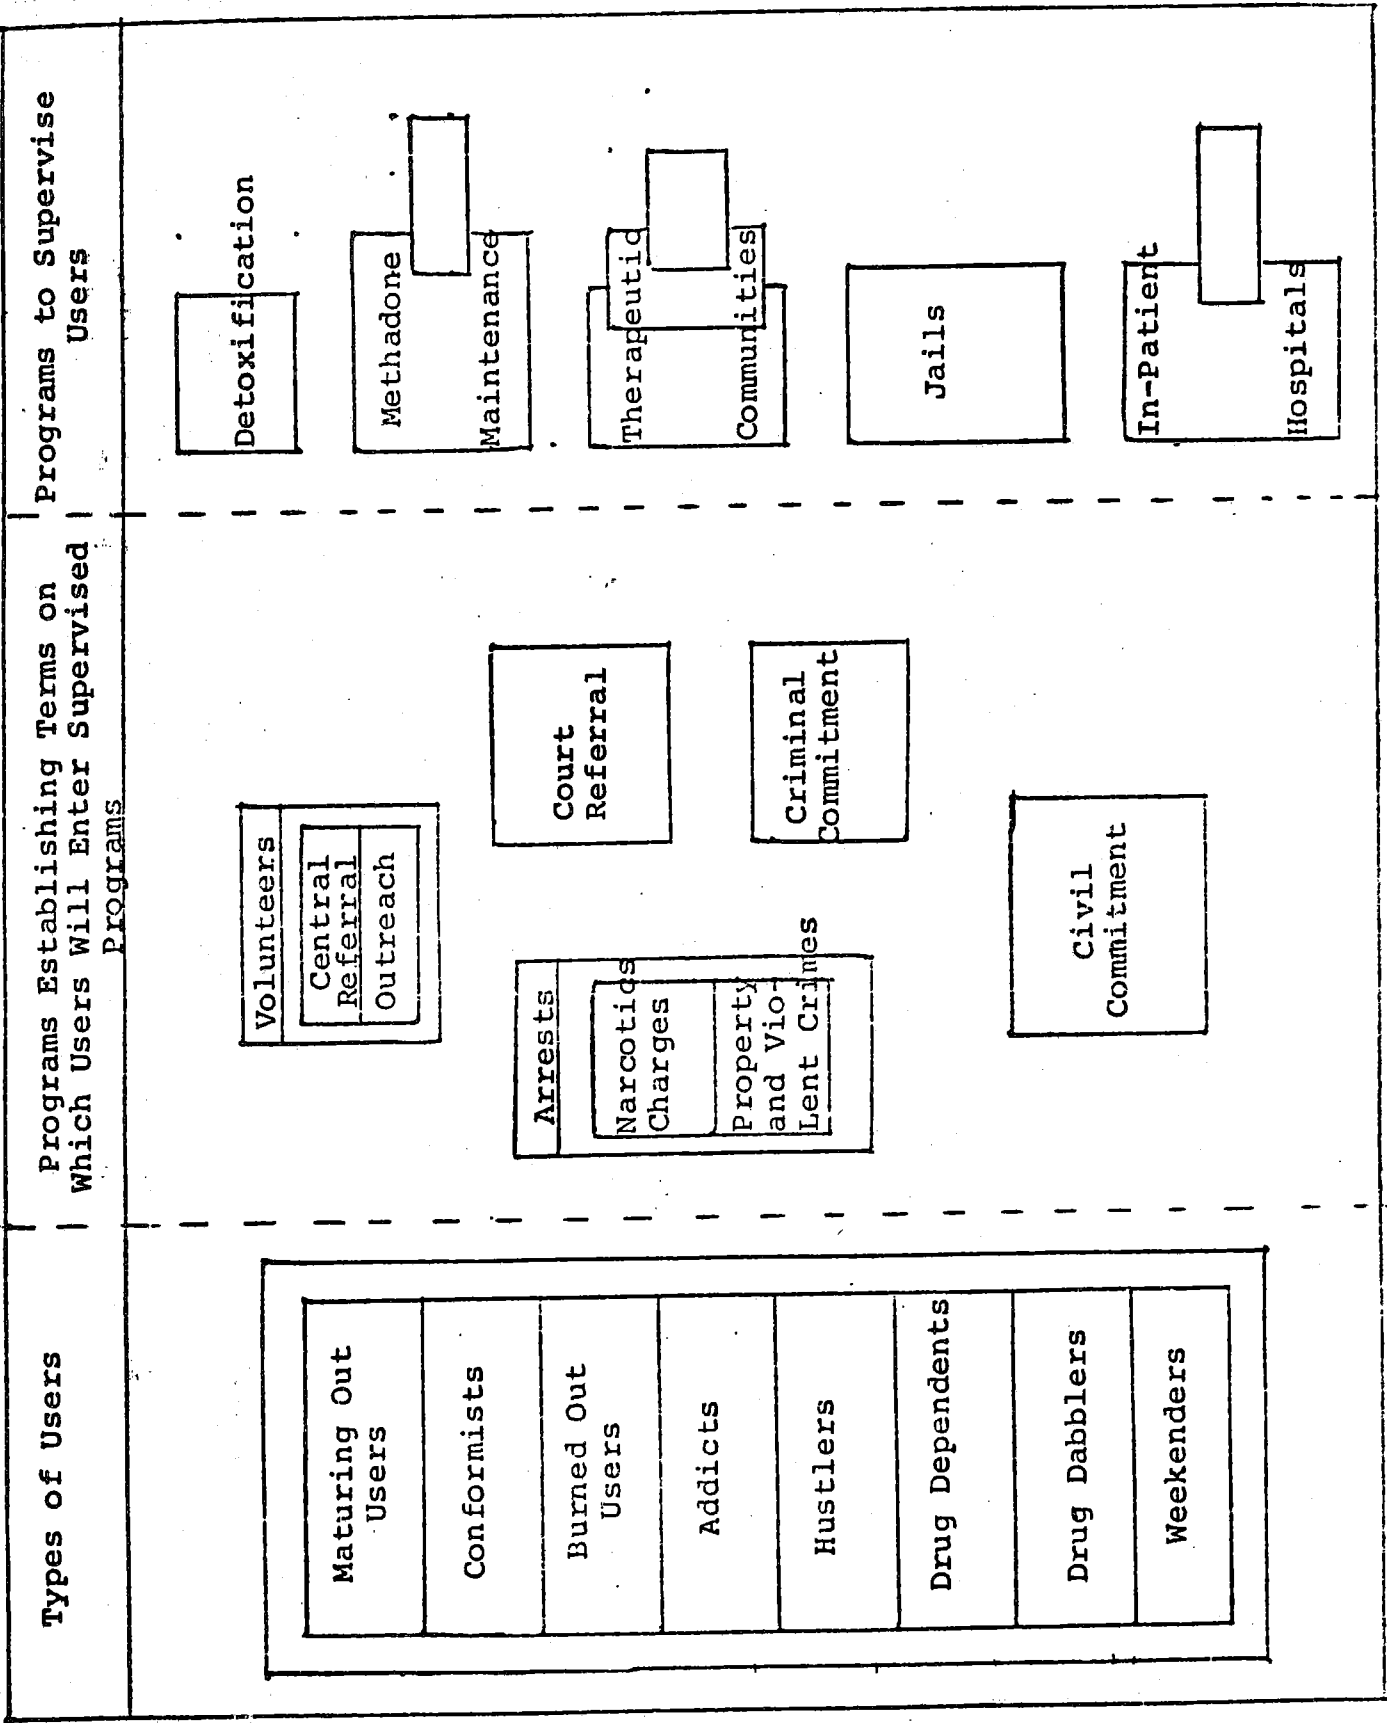 Types of Users
Programs Establishing Terms on
Which Users Will Enter Supervised
Programs
Programs to Supervise
Users
Maturing Out
Users
Conformists
Burned Out
Users
Addicts
Hustlers
Drug Dependents
Drug Dabblers
Weekenders
Volunteers
Central
Referral
Outreach
Arrests
Narcotics
Charges
Property
and Vio-
Lent Crimes
Court
Referral
Criminal
Commitment
Civil
Commitment
Detoxification
Methadone
Maintenance
Therapeutic
Communities
Jails
In-Patient
Hospitals